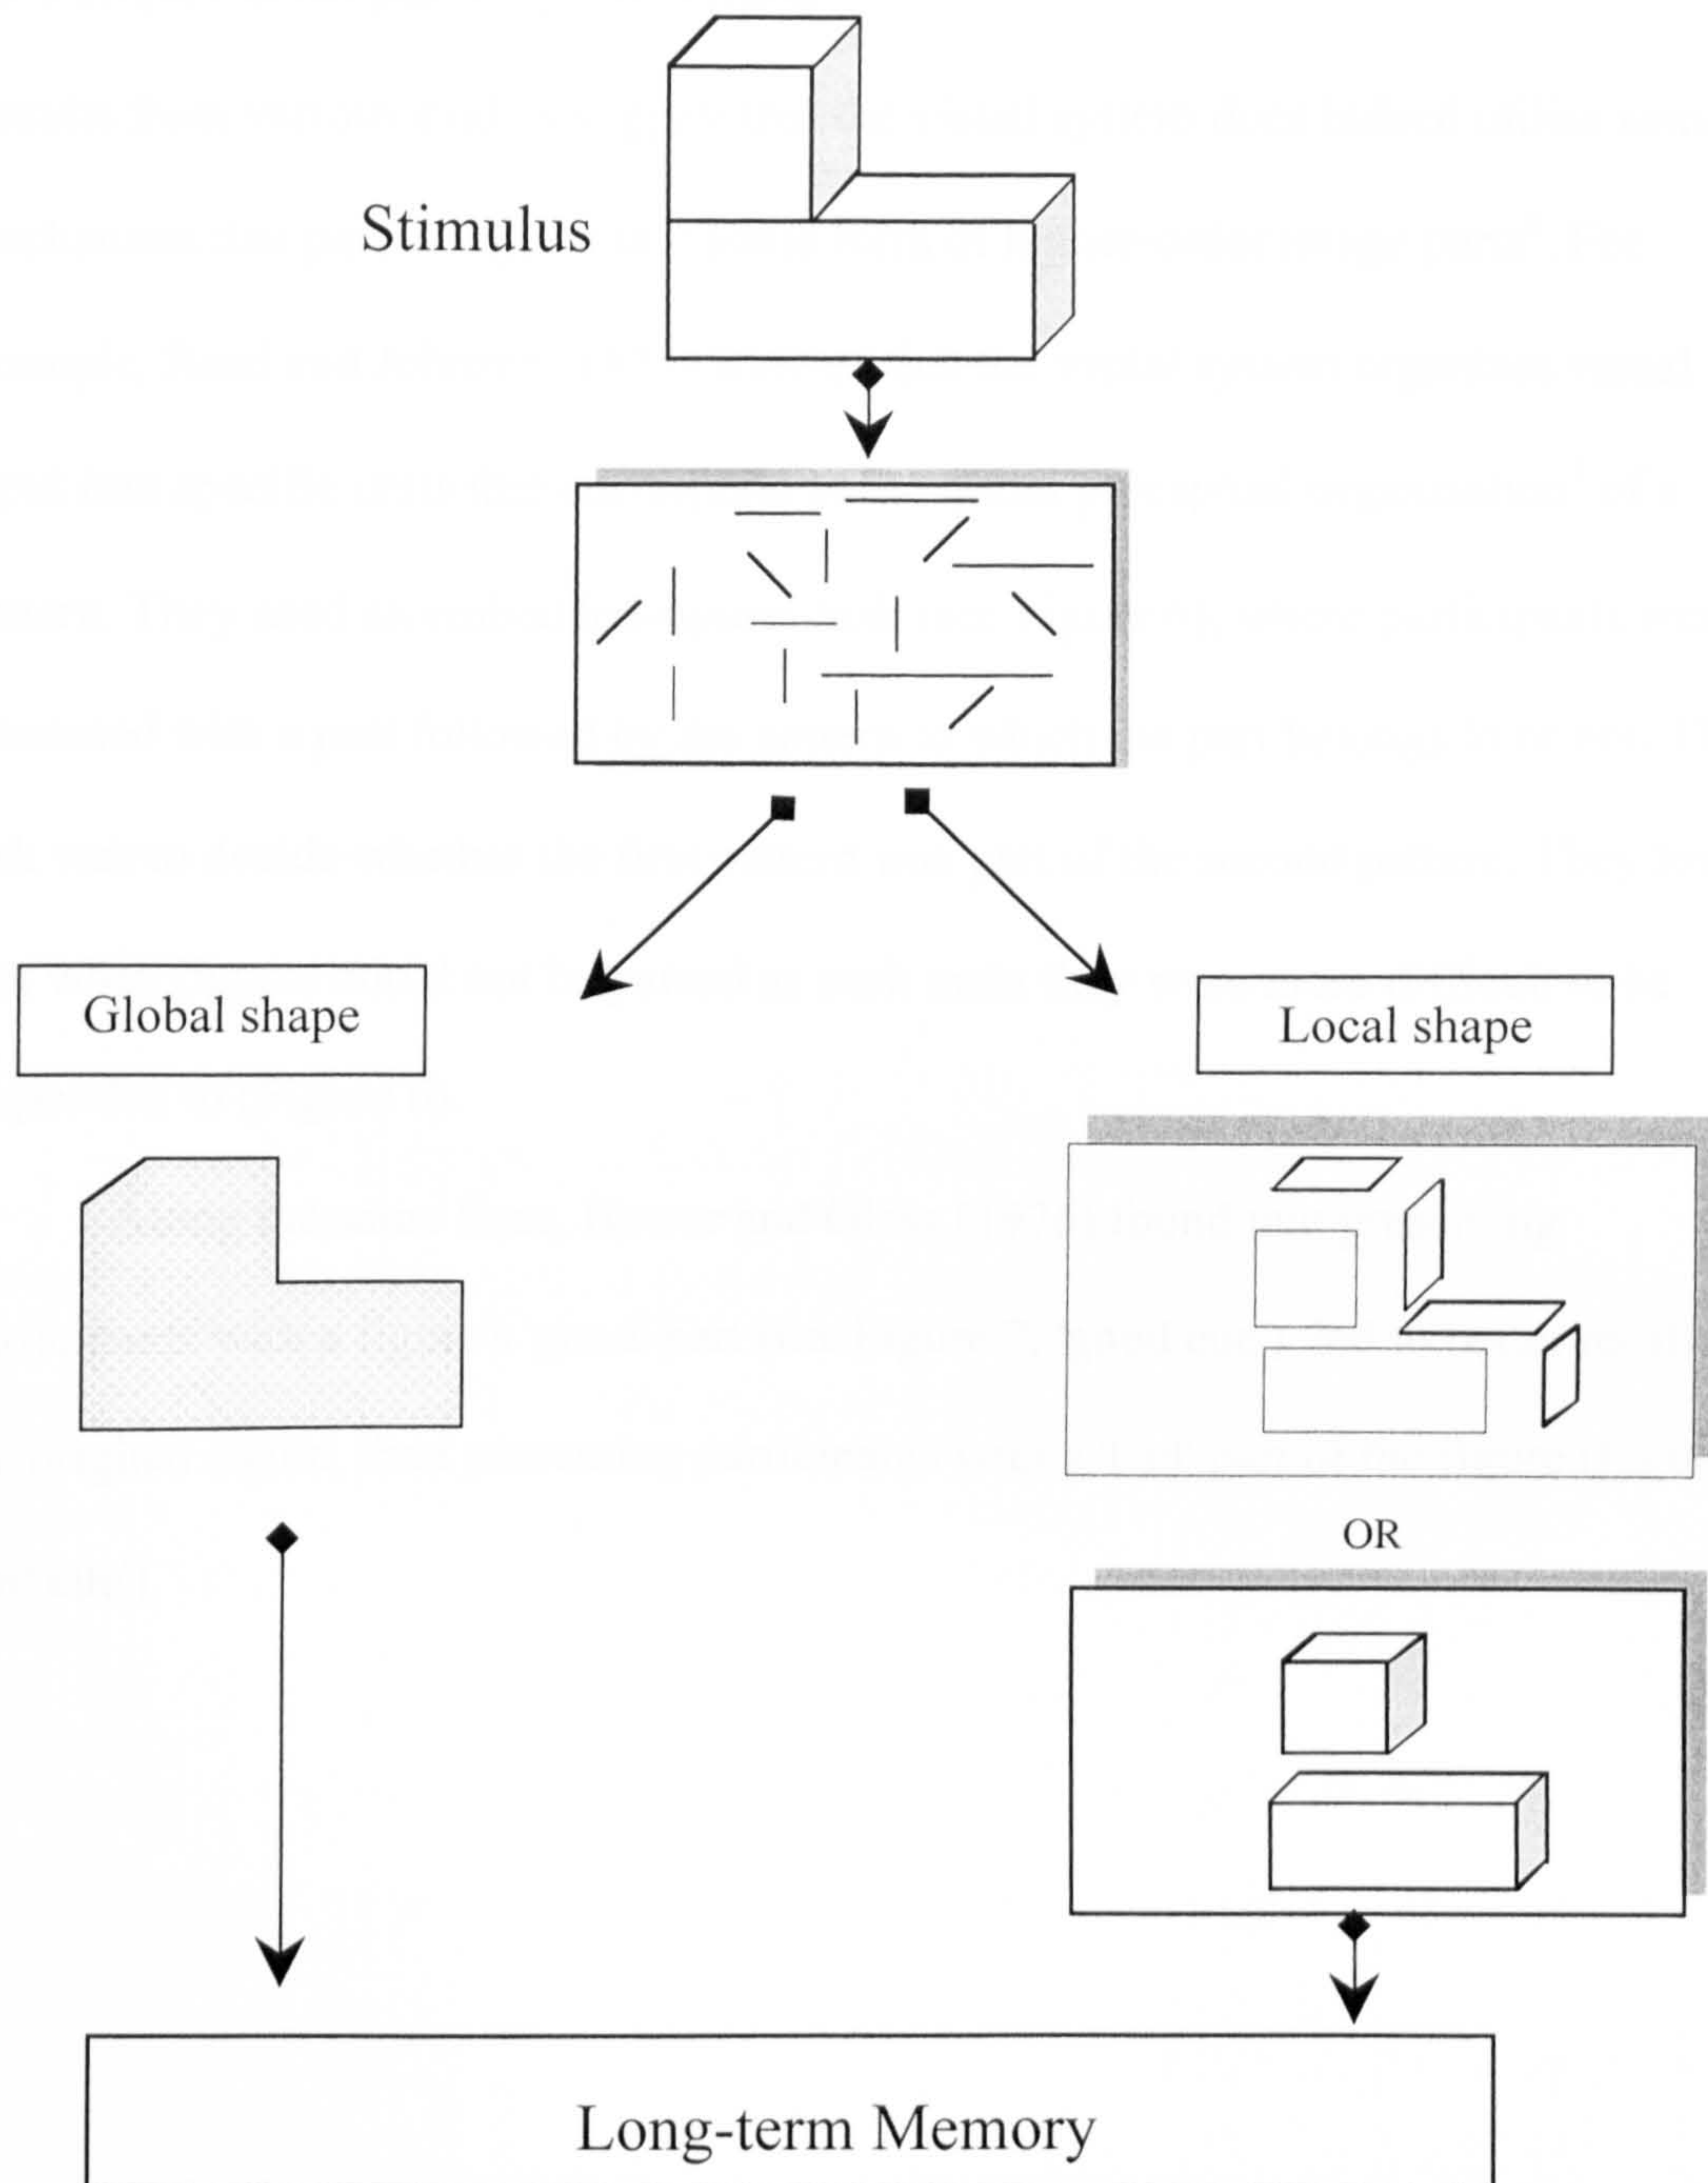 Stimulus
Global shape
Local shape
OR
Long-term Memory